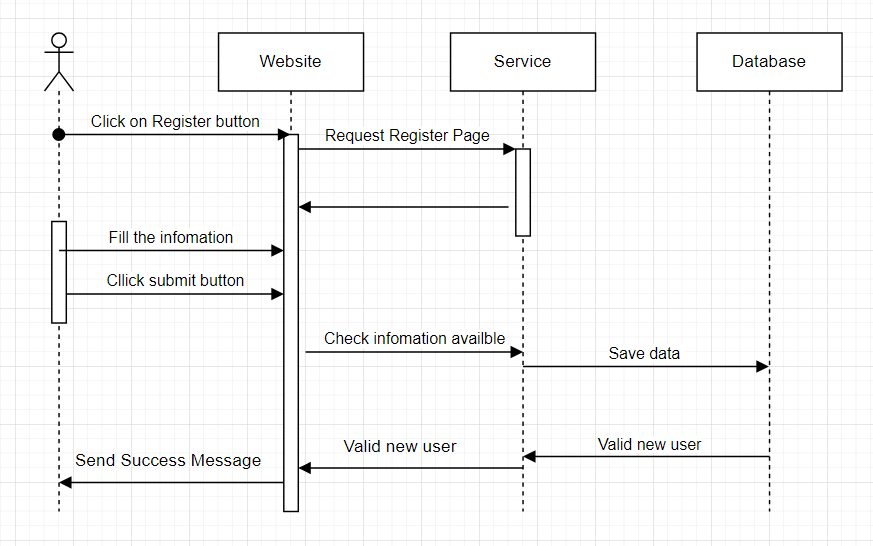 Website
Service
Database
Click on Register button
Request Register Page
Fill the infomation
Cllick submit button
Check infomation availble
Save data
Valid new user
Valid new user
Send Success Message